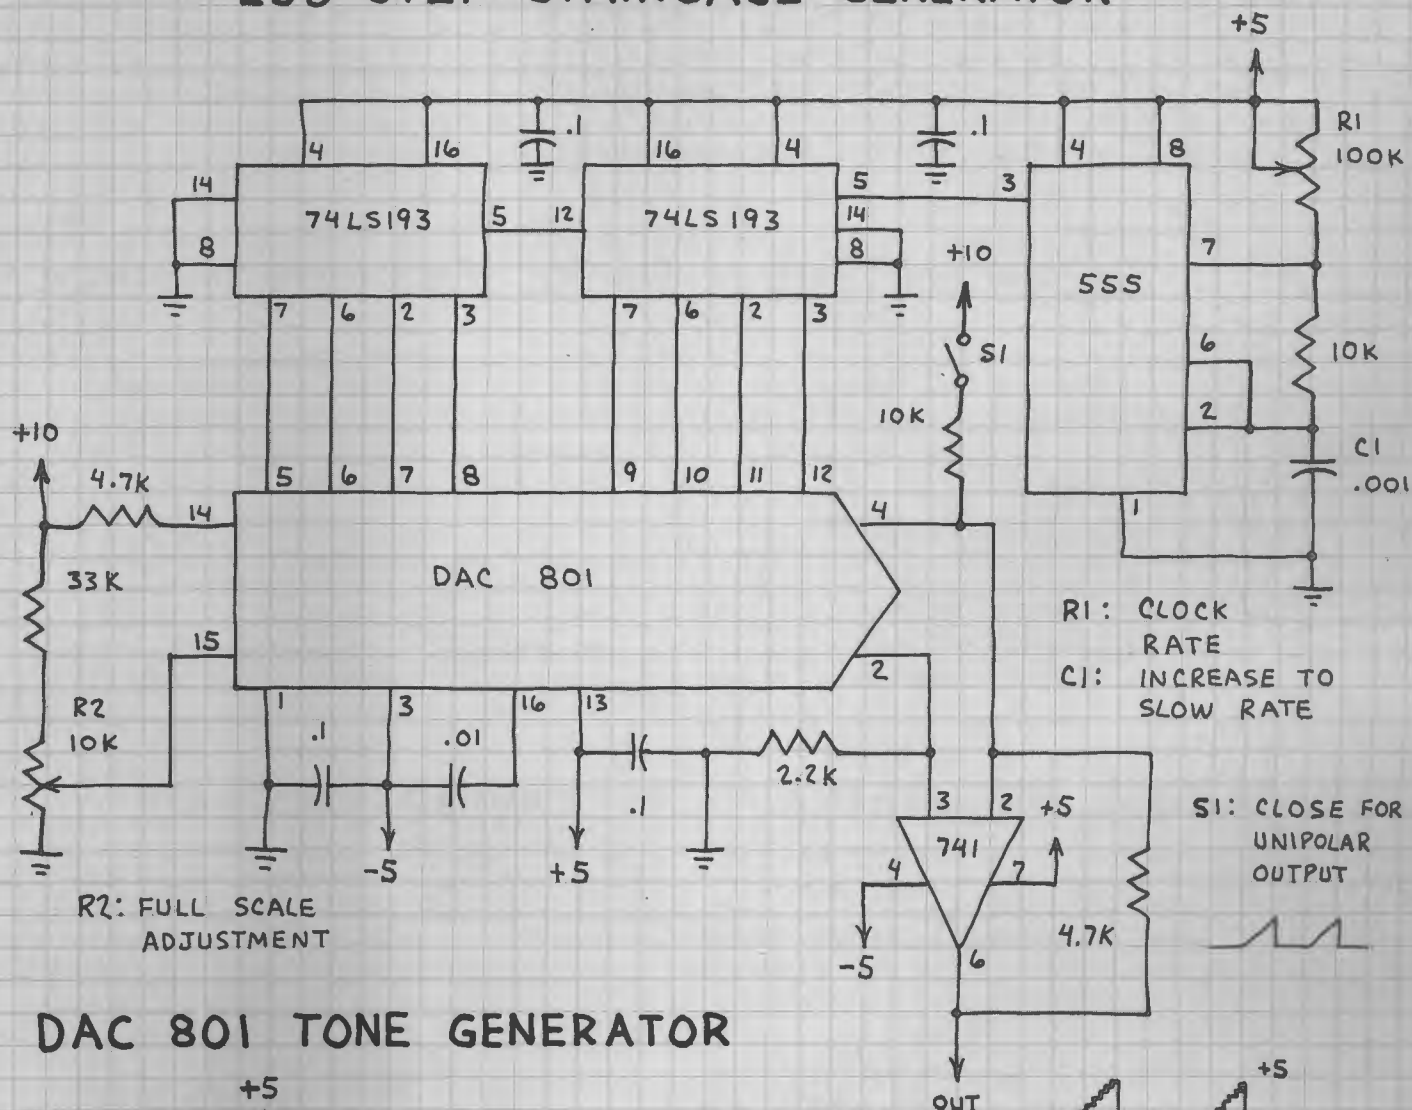 +5
.1
.1
R1
100K
4
16
16
4
4
8
14
5
3
74LS193
5
12
74LS193
14
8
8
+10
7
555
7
6
2
3
7
6
2
3
S1
6
10K
+10
10K
2
C1
.001
4.7K
5
6
7
8
9
10
11
12
14
4
1
33K
DAC 801
R1: CLOCK
RATE
15
2
C1: INCREASE TO
SLOW RATE
R2
10K
1
3
16
13
.1
.01
2.2K
.1
3
2
+5
S1: CLOSE FOR
UNIPOLAR
OUTPUT
741
-5
+5
4
7
R2: FULL SCALE
ADJUSTMENT
4.7K
-5
6
DAC 801 TONE GENERATOR
+5
+5
OUT